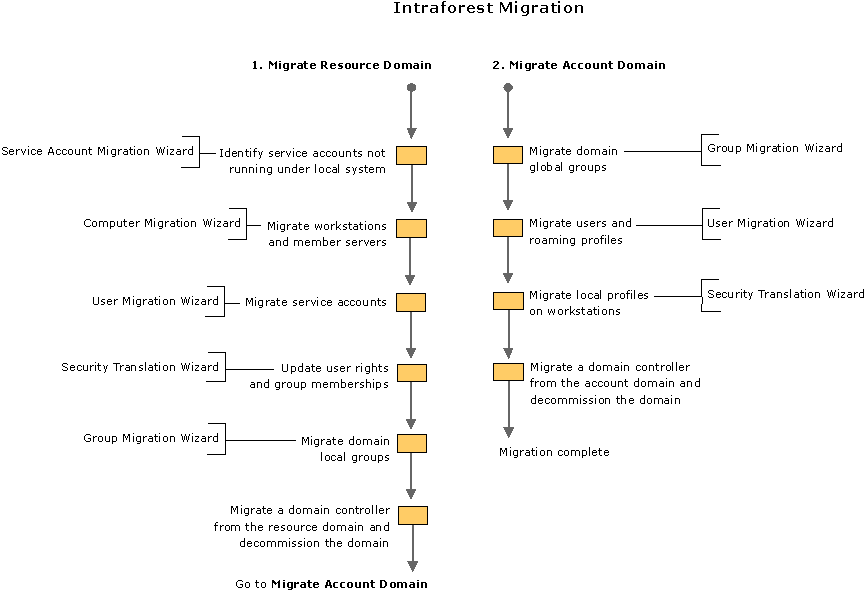 Intraforest Migration
1. Migrate Resource Domain
Service Account Migration Wizard
Identify service accounts not
running under local system
Computer Migration Wizard
Migrate workstations
and member servers
User Migration Wizard
Migrate service accounts
Security Translation Wizard
Update user rights
and group memberships
Group Migration Wizard
Migrate domain
local groups
Migrate a domain controller
from the resource domain and
decommission the domain
Go to Migrate Account Domain
2. Migrate Account Domain
Migrate domain
global groups
Group Migration Wizard
Migrate users and
roaming profiles
User Migration Wizard
Migrate local profiles
on workstations
Security Translation Wizard
Migrate a domain controller
from the account domain and
decommission the domain
Migration complete